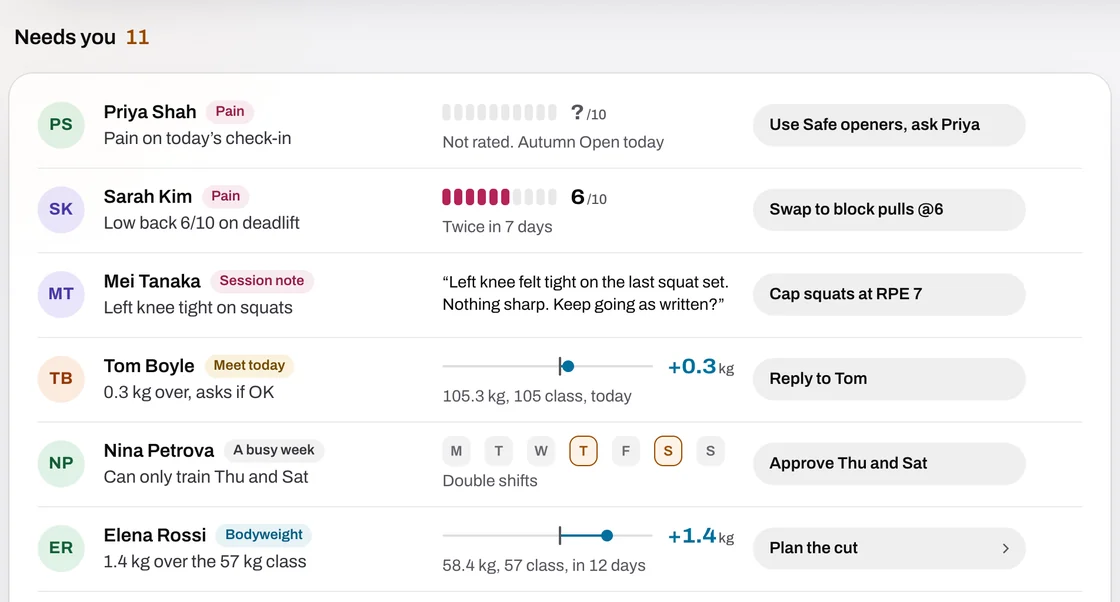 Needs you 11
PS
Priya Shah Pain
Pain on today’s check-in
?/10
Not rated. Autumn Open today
Use Safe openers, ask Priya
SK
Sarah Kim Pain
Low back 6/10 on deadlift
6/10
Twice in 7 days
Swap to block pulls @6
MT
Mei Tanaka Session note
Left knee tight on squats
“Left knee felt tight on the last squat set.
Nothing sharp. Keep going as written?”
Cap squats at RPE 7
TB
Tom Boyle Meet today
0.3 kg over, asks if OK
+0.3 kg
105.3 kg, 105 class, today
Reply to Tom
NP
Nina Petrova A busy week
Can only train Thu and Sat
M T W T F S S
Double shifts
Approve Thu and Sat
ER
Elena Rossi Bodyweight
1.4 kg over the 57 kg class
+1.4 kg
58.4 kg, 57 class, in 12 days
Plan the cut